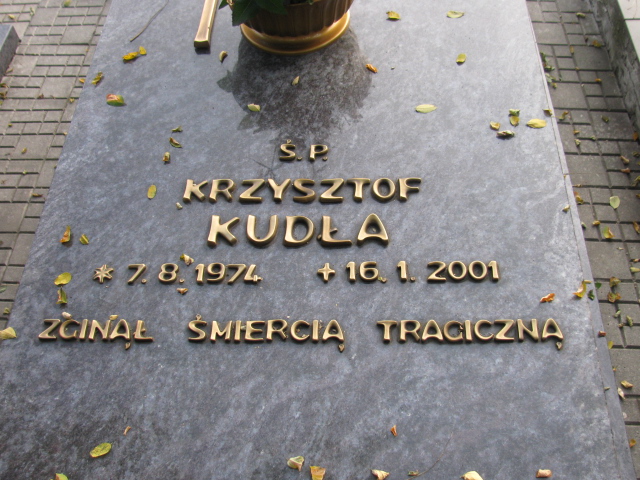 Ś.P.
KRZYSZTOF
KUDŁA
* 7. 8. 1974 + 16. 1. 2001
ZGINĄŁ ŚMIERCIĄ TRAGICZNĄ